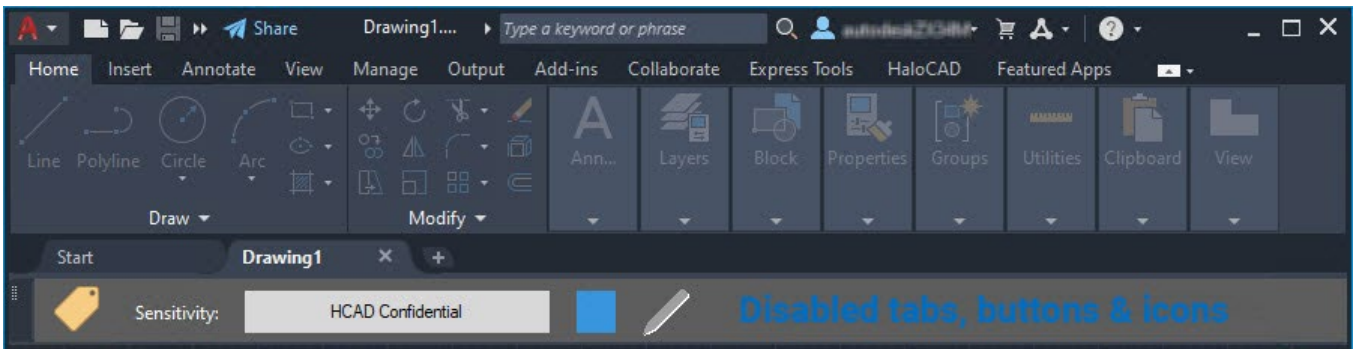 A Share Drawing1.... Type a keyword or phrase A ?
Home Insert Annotate View Manage Output Add-ins Collaborate Express Tools HaloCAD Featured Apps
A
Line Polyline Circle Arc Ann... Layers Block Properties Groups Utilities Clipboard View
Draw Modify
Start Drawing1
Sensitivity: HCAD Confidential Disabled tabs, buttons & icons